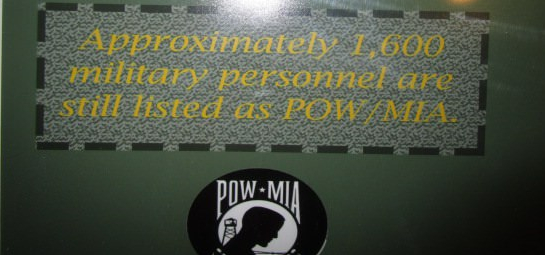 Approximately 1,600
military personnel are
still listed as POW/MIA.
POW★MIA